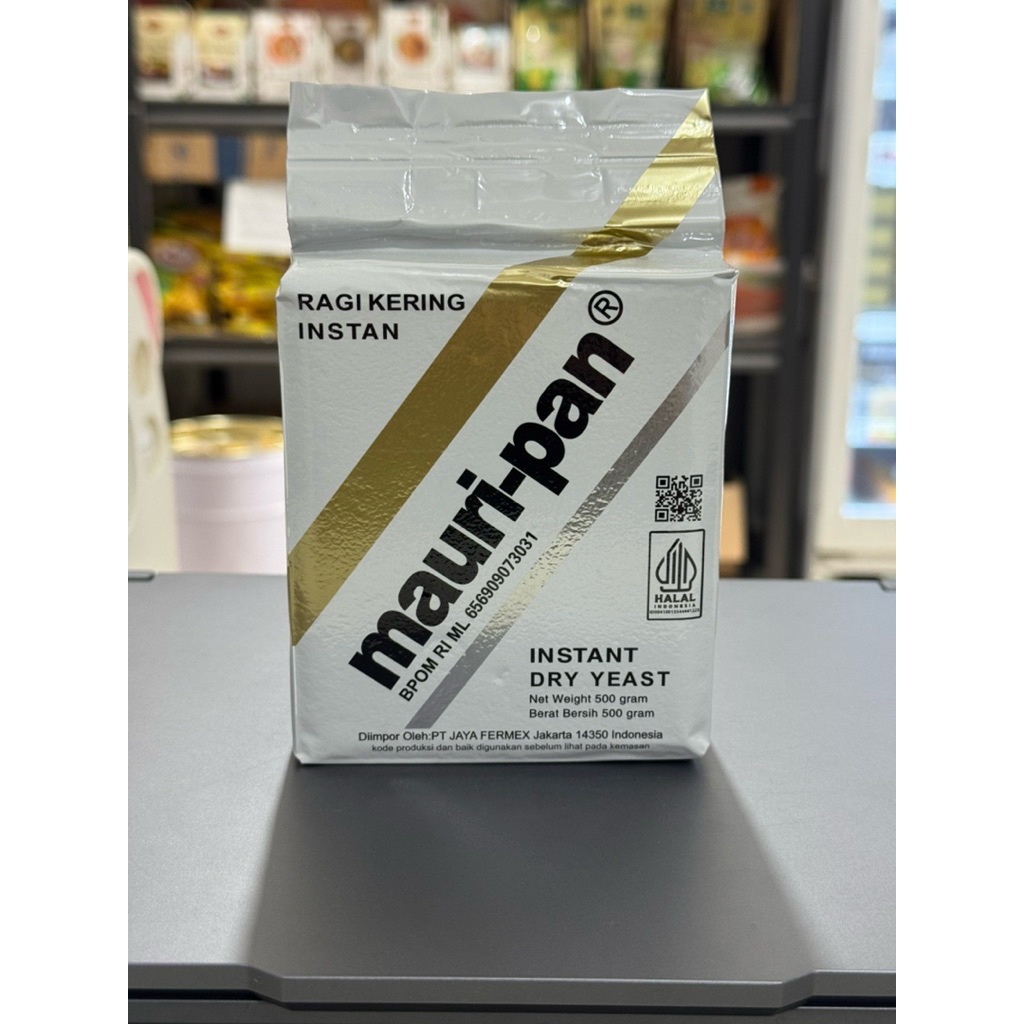 RAGI KERING
INSTAN
mauri-pan®
BPOM RI ML 656909073031
HALAL
INDONESIA
INSTANT
DRY YEAST
Net Weight 500 gram
Berat Bersih 500 gram
Diimpor Oleh:PT JAYA FERMEX Jakarta 14350 Indonesia
kode produksi dan baik digunakan sebelum lihat pada kemasan